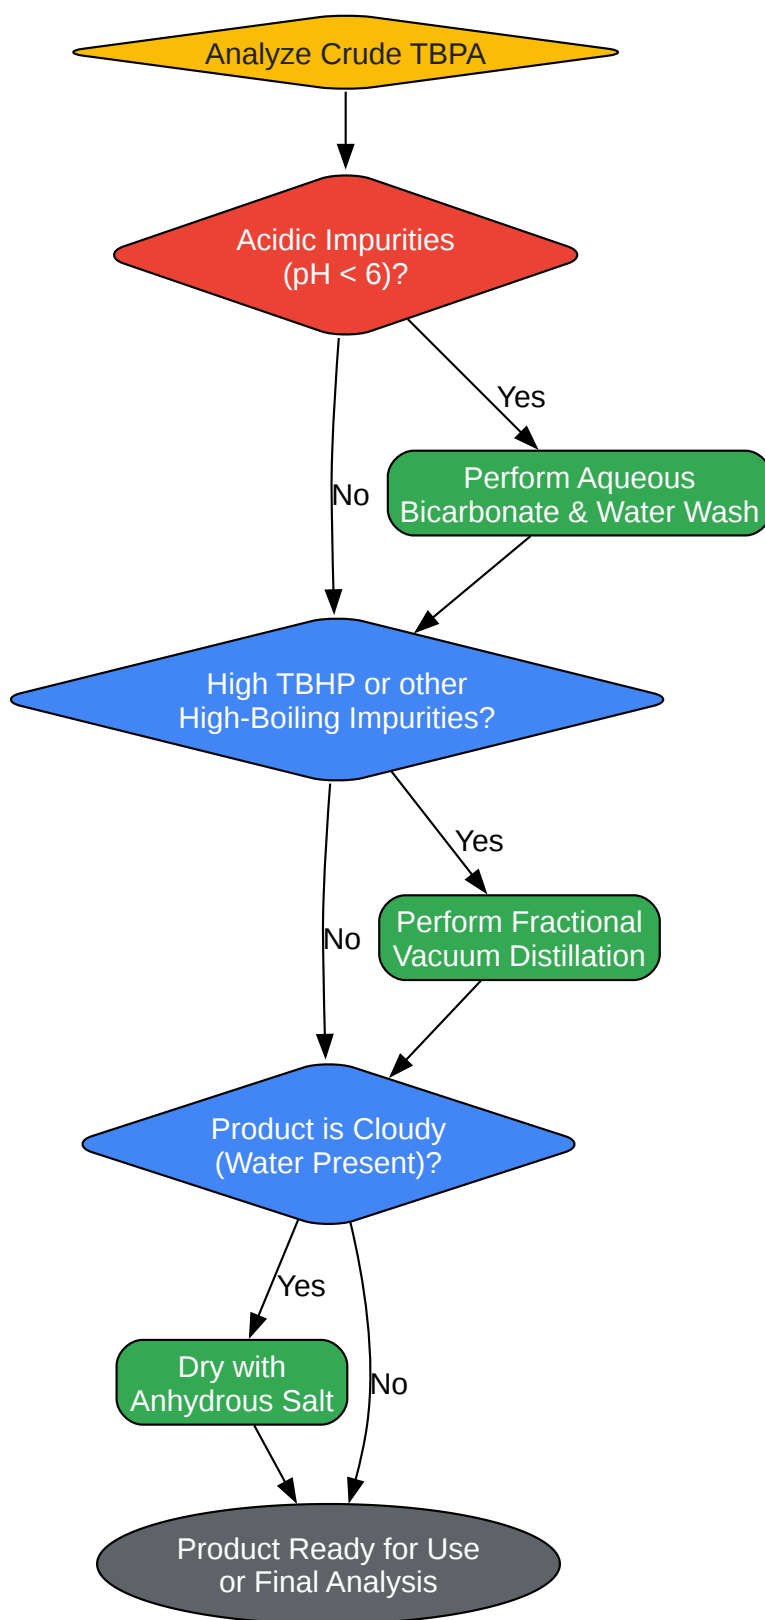 Analyze Crude TBPA
Acidic Impurities
(pH < 6)?
Yes
Perform Aqueous
Bicarbonate & Water Wash
No
High TBHP or other
High-Boiling Impurities?
Yes
Perform Fractional
Vacuum Distillation
No
Product is Cloudy
(Water Present)?
Yes
Dry with
Anhydrous Salt
No
Product Ready for Use
or Final Analysis